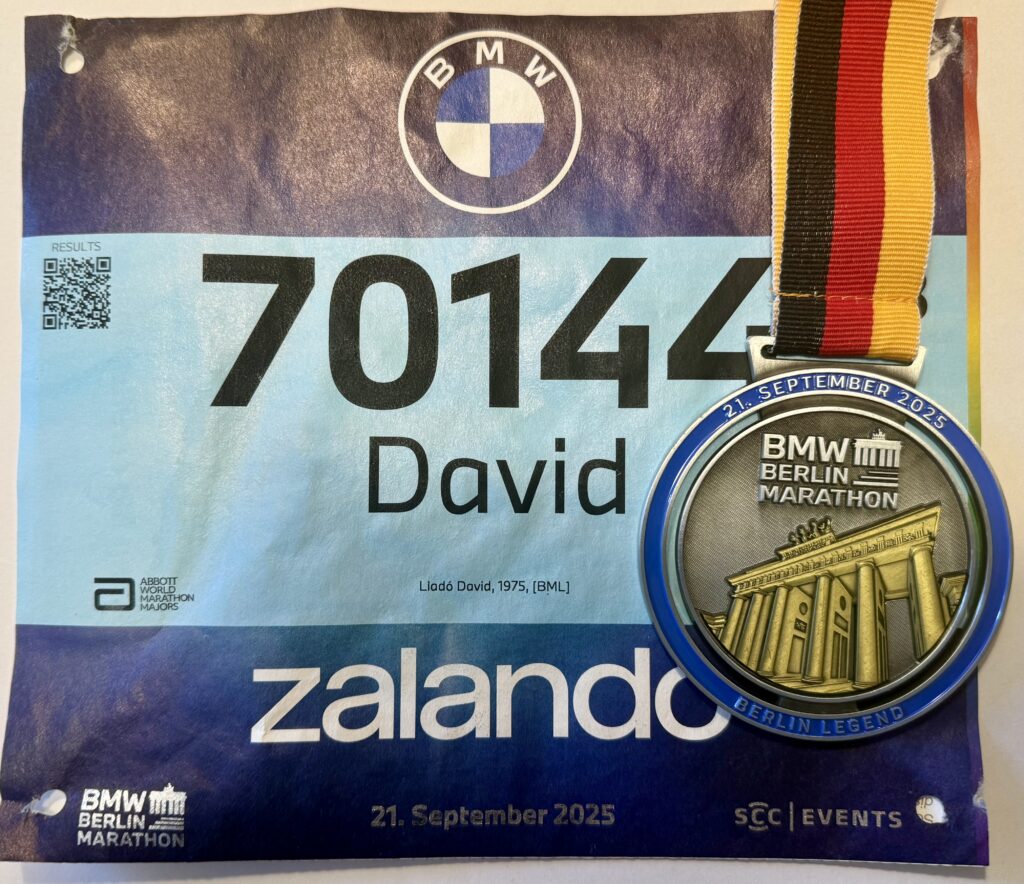 BMW
RESULTS
70144
David
ABBOTT
WORLD
MARATHON
MAJORS
Lladó David, 1975, [BML]
zalando
BMW
BERLIN
MARATHON
21. September 2025
SCC | EVENTS
21. SEPTEMBER 2025
BMW
BERLIN
MARATHON
BERLIN LEGEND